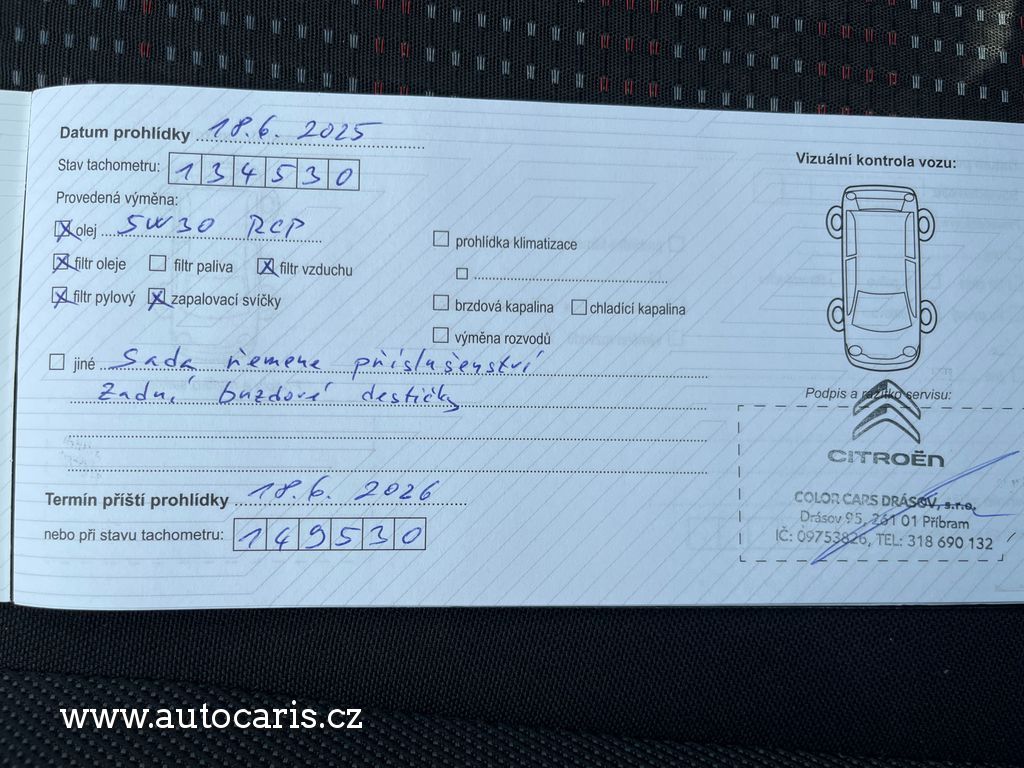 Datum prohlídky 18.6. 2025
Stav tachometru: 134530
Provedená výměna:
olej 5W30 RCP
filtr oleje filtr paliva filtr vzduchu
filtr pylový zapalovací svíčky
jiné Sada řemene příslušenství
Zadní brzdové destičky
Termín příští prohlídky 18.6. 2026
nebo při stavu tachometru: 149530
prohlídka klimatizace
brzdová kapalina chladící kapalina
výměna rozvodů
Vizuální kontrola vozu:
Podpis a razítko servisu:
CITROËN
COLOR CARS DRÁSOV, s.r.o.
Drásov 95, 261 01 Příbram
IČ: 09753826, TEL: 318 690 132
www.autocaris.cz